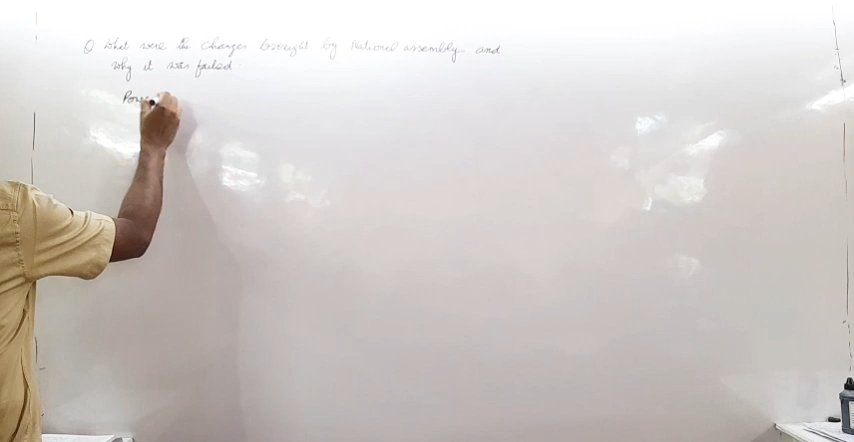 Q What were the changes brought by National assembly and
why it was failed